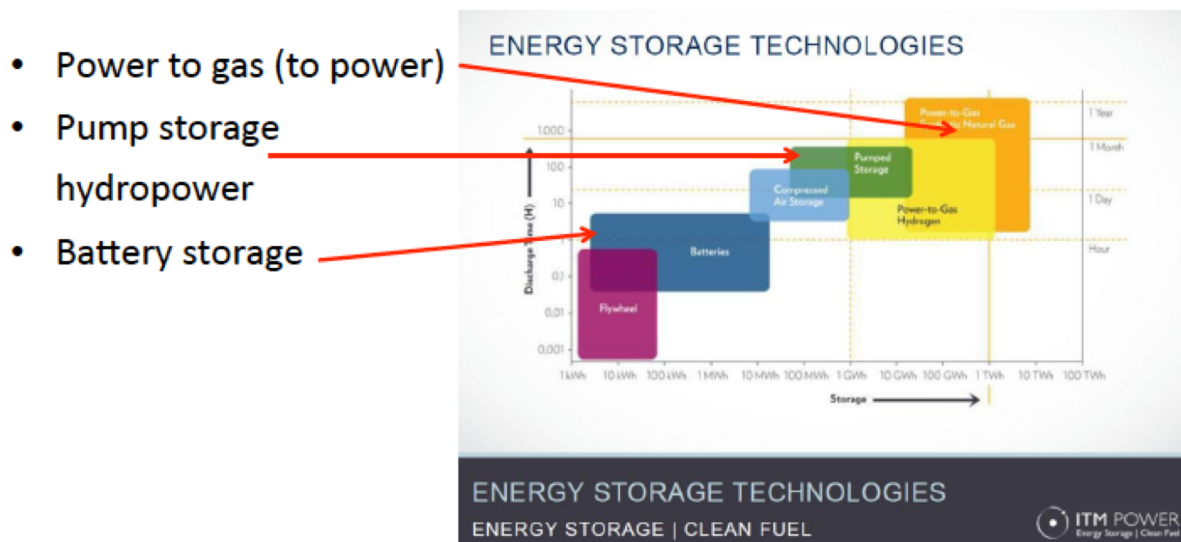 • Power to gas (to power)
• Pump storage
hydropower
• Battery storage
ENERGY STORAGE TECHNOLOGIES
Power-to-Gas
Natural Gas
1 Year
1.000
1 Month
Pumped
Storage
100
Compressed
Air Storage
1 Day
10
Power-to-Gas
Hydrogen
Hour
Batteries
0,1
Discharge Time (H)
Flywheel
0,01
0,001
1 kWh 10 kWh 100 kWh 1 MWh 10 MWh 100 MWh 1 GWh 10 GWh 100 GWh 1 TWh 10 TWh 100 TWh
Storage
ENERGY STORAGE TECHNOLOGIES
ENERGY STORAGE | CLEAN FUEL
ITM POWER
Energy Storage | Clean Fuel